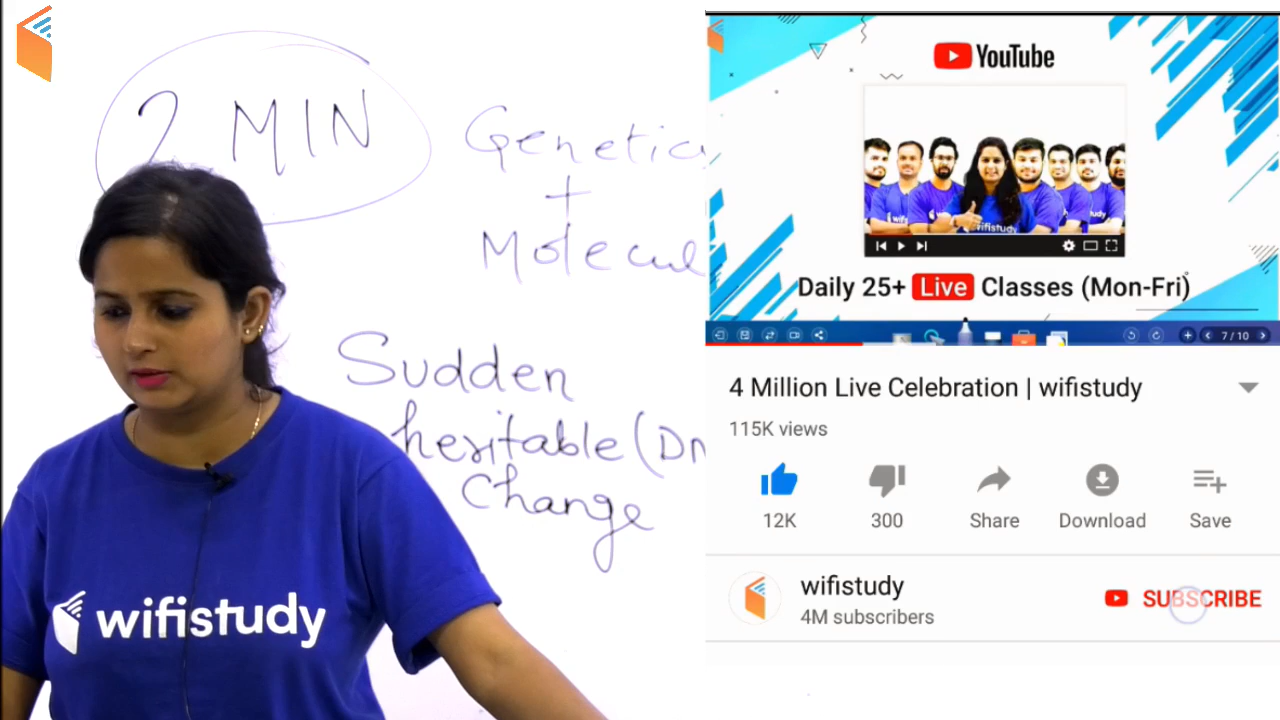 2 MIN
Genetic
+
Molecul
Sudden
heritable (DN
Change
wifistudy
YouTube
wifistudy
Daily 25+ Live Classes (Mon-Fri)
7 / 10
4 Million Live Celebration | wifistudy
115K views
12K
300
Share
Download
Save
wifistudy
4M subscribers
SUBSCRIBE